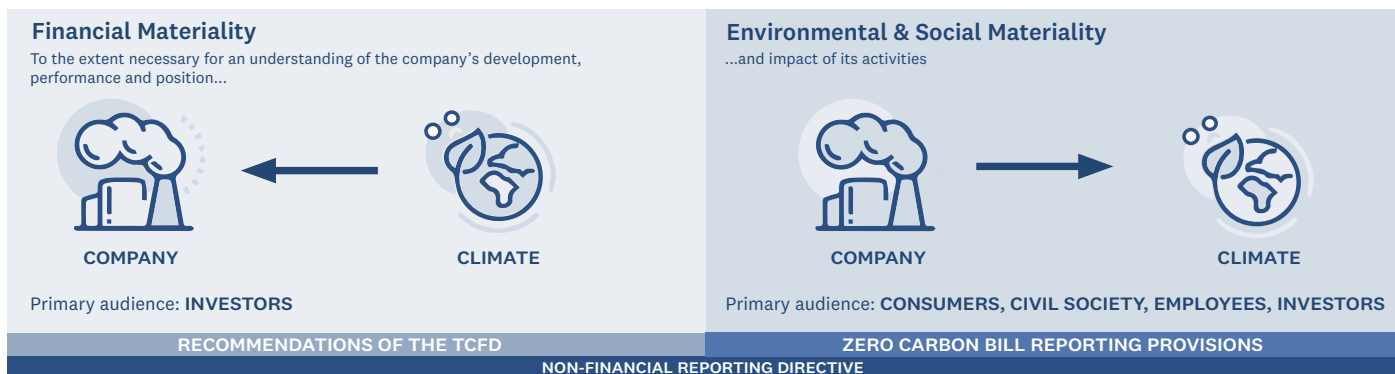 Financial Materiality
To the extent necessary for an understanding of the company’s development,
performance and position...
COMPANY
CLIMATE
Primary audience: INVESTORS
RECOMMENDATIONS OF THE TCFD
Environmental & Social Materiality
...and impact of its activities
COMPANY
CLIMATE
Primary audience: CONSUMERS, CIVIL SOCIETY, EMPLOYEES, INVESTORS
ZERO CARBON BILL REPORTING PROVISIONS
NON-FINANCIAL REPORTING DIRECTIVE